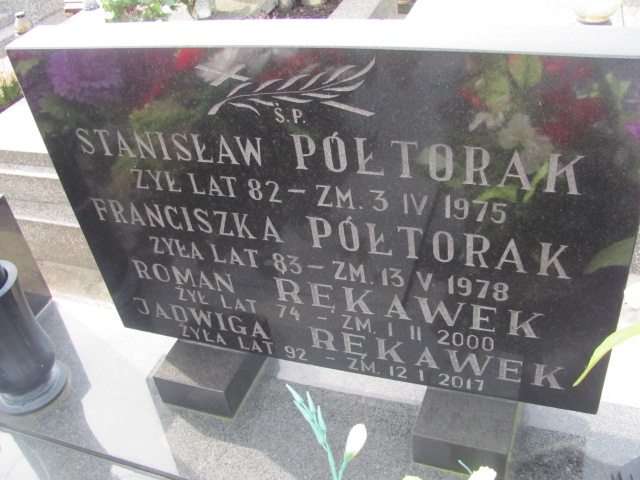 Ś.P.
STANISŁAW PÓŁTORAK
ŻYŁ LAT 82 - ZM. 3 IV 1975
FRANCISZKA PÓŁTORAK
ŻYŁA LAT 83 - ZM. 13 V 1978
ROMAN RĘKAWEK
ŻYŁ LAT 74 - ZM. 1 II 2000
JADWIGA RĘKAWEK
ŻYŁA LAT 92 - ZM. 12 I 2017